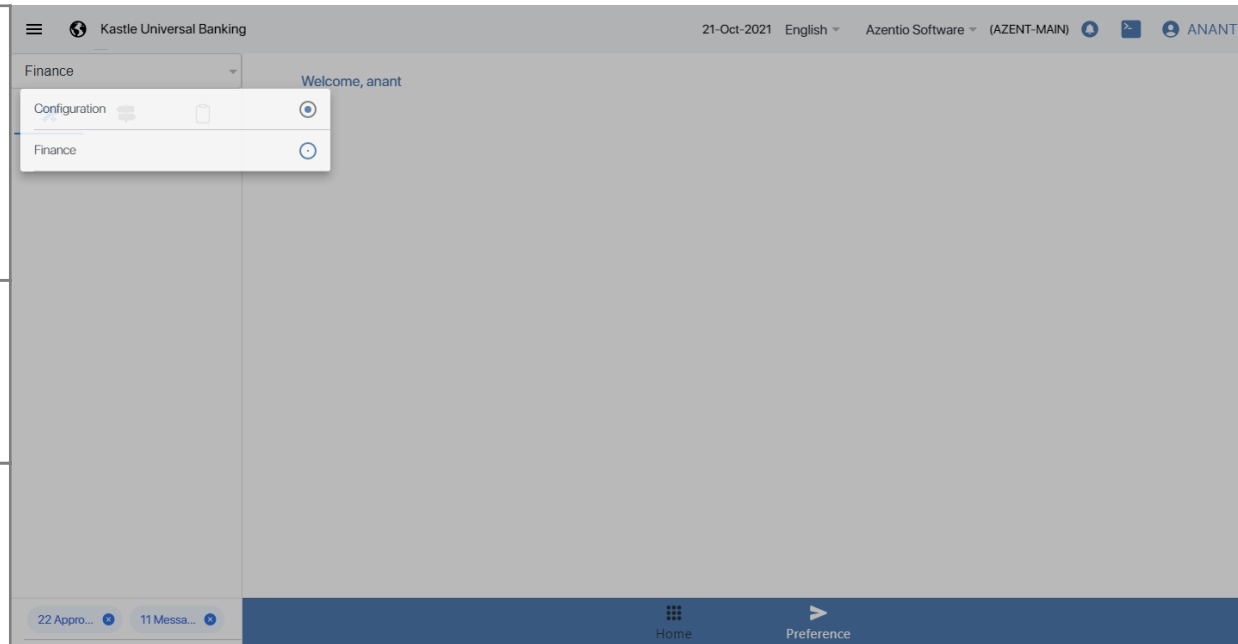 Kastle Universal Banking 21-Oct-2021 English Azentio Software (AZENT-MAIN) ANANT
Finance
Welcome, anant
Configuration
Finance
22 Appro... 11 Messa...
Home Preference